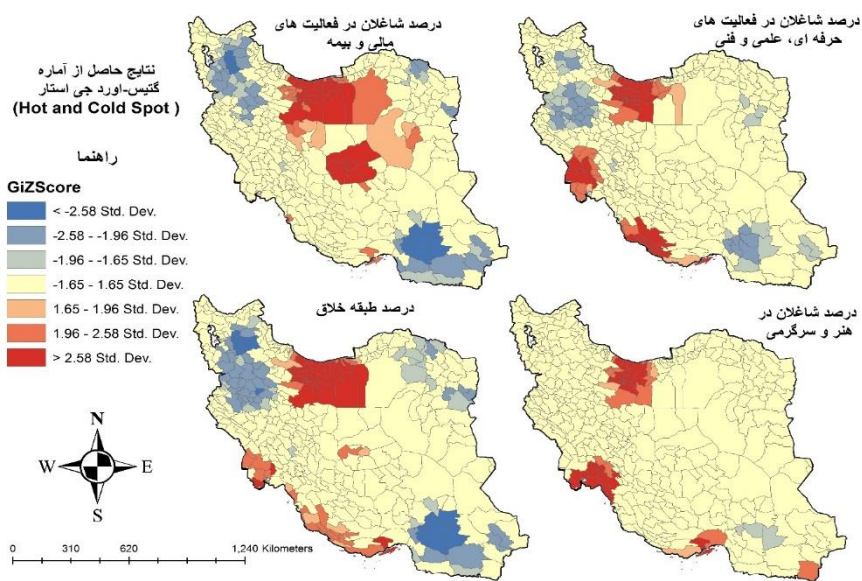 درصد شاغلان در فعالیت های
مالی و بیمه
درصد شاغلان در فعالیت های
حرفه ای، علمی و فنی
نتایج حاصل از آماره
گتیس-اورد جی استار
(Hot and Cold Spot )
راهنما
GiZScore
< -2.58 Std. Dev.
-2.58 - -1.96 Std. Dev.
-1.96 - -1.65 Std. Dev.
-1.65 - 1.65 Std. Dev.
1.65 - 1.96 Std. Dev.
1.96 - 2.58 Std. Dev.
> 2.58 Std. Dev.
درصد طبقه خلاق
درصد شاغلان در
هنر و سرگرمی
N
W E
S
0 310 620 1,240 Kilometers